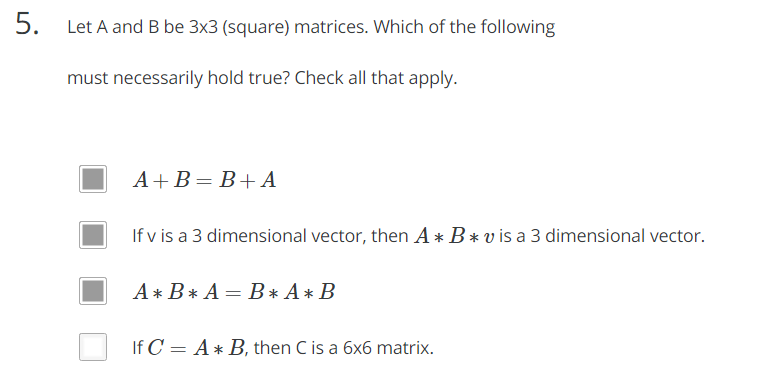 5. Let A and B be 3x3 (square) matrices. Which of the following
must necessarily hold true? Check all that apply.
A + B = B + A
If v is a 3 dimensional vector, then A * B * v is a 3 dimensional vector.
A * B * A = B * A * B
If C = A * B, then C is a 6x6 matrix.